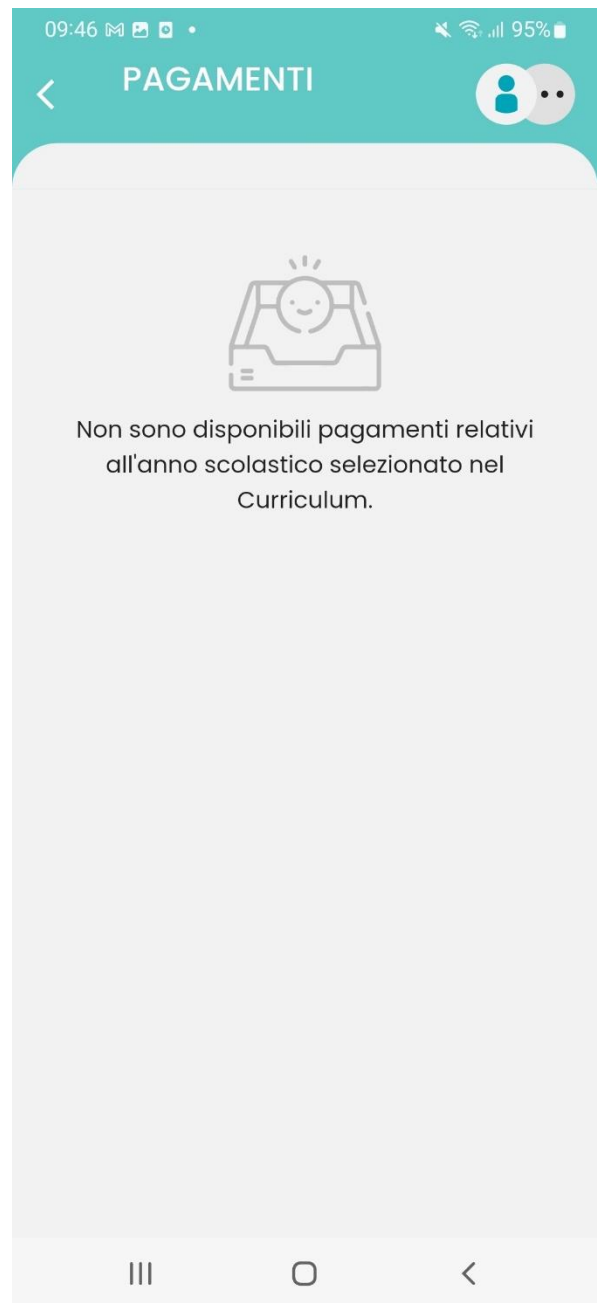 09:46
95%
PAGAMENTI
Non sono disponibili pagamenti relativi
all'anno scolastico selezionato nel
Curriculum.